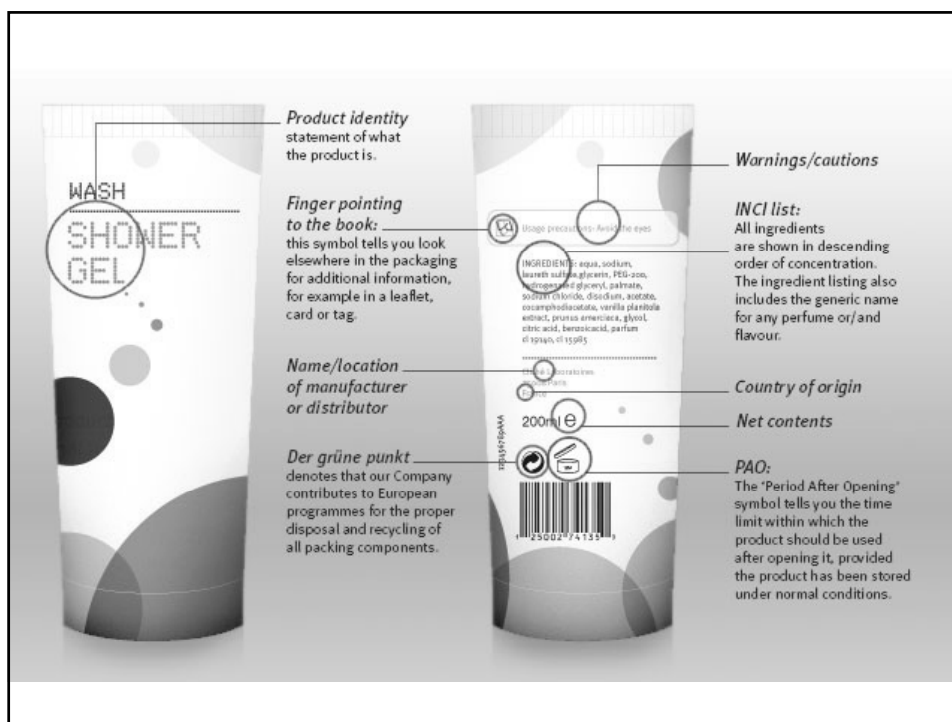 WASH
SHOWER
GEL
Product identity
statement of what
the product is.
Finger pointing
to the book:
this symbol tells you look
elsewhere in the packaging
for additional information,
for example in a leaflet,
card or tag.
Name/location
of manufacturer
or distributor
Der grüne punkt
denotes that our Company
contributes to European
programmes for the proper
disposal and recycling of
all packing components.
Usage precautions- Avoid the eyes
INGREDIENTS: aqua, sodium,
laureth sulfate, glycerin, PEG-200,
hydrogenated glyceryl, palmate,
sodium chloride, disodium, acetate,
cocamphodiacetate, vanilla planitola
extract, prunus amerciaca, glycol,
citric acid, benzoicacid, parfum
cl 19140, cl 15985
Laboratoires
Paris
France
200ml e
123456789AAA
25002 74135
Warnings/cautions
INCI list:
All ingredients
are shown in descending
order of concentration.
The ingredient listing also
includes the generic name
for any perfume or/and
flavour.
Country of origin
Net contents
PAO:
The "Period After Opening"
symbol tells you the time
limit within which the
product should be used
after opening it, provided
the product has been stored
under normal conditions.